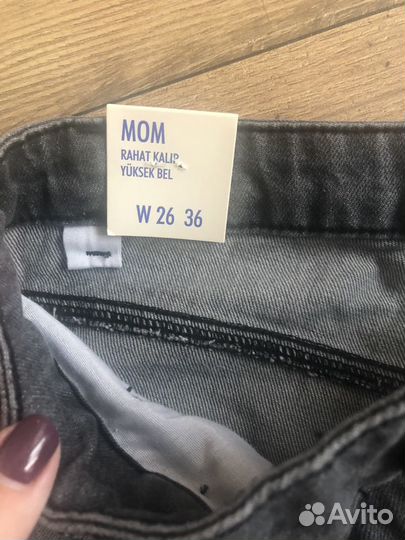 MOM
RAHAT KALIP
YÜKSEK BEL
W 26 36
Avito